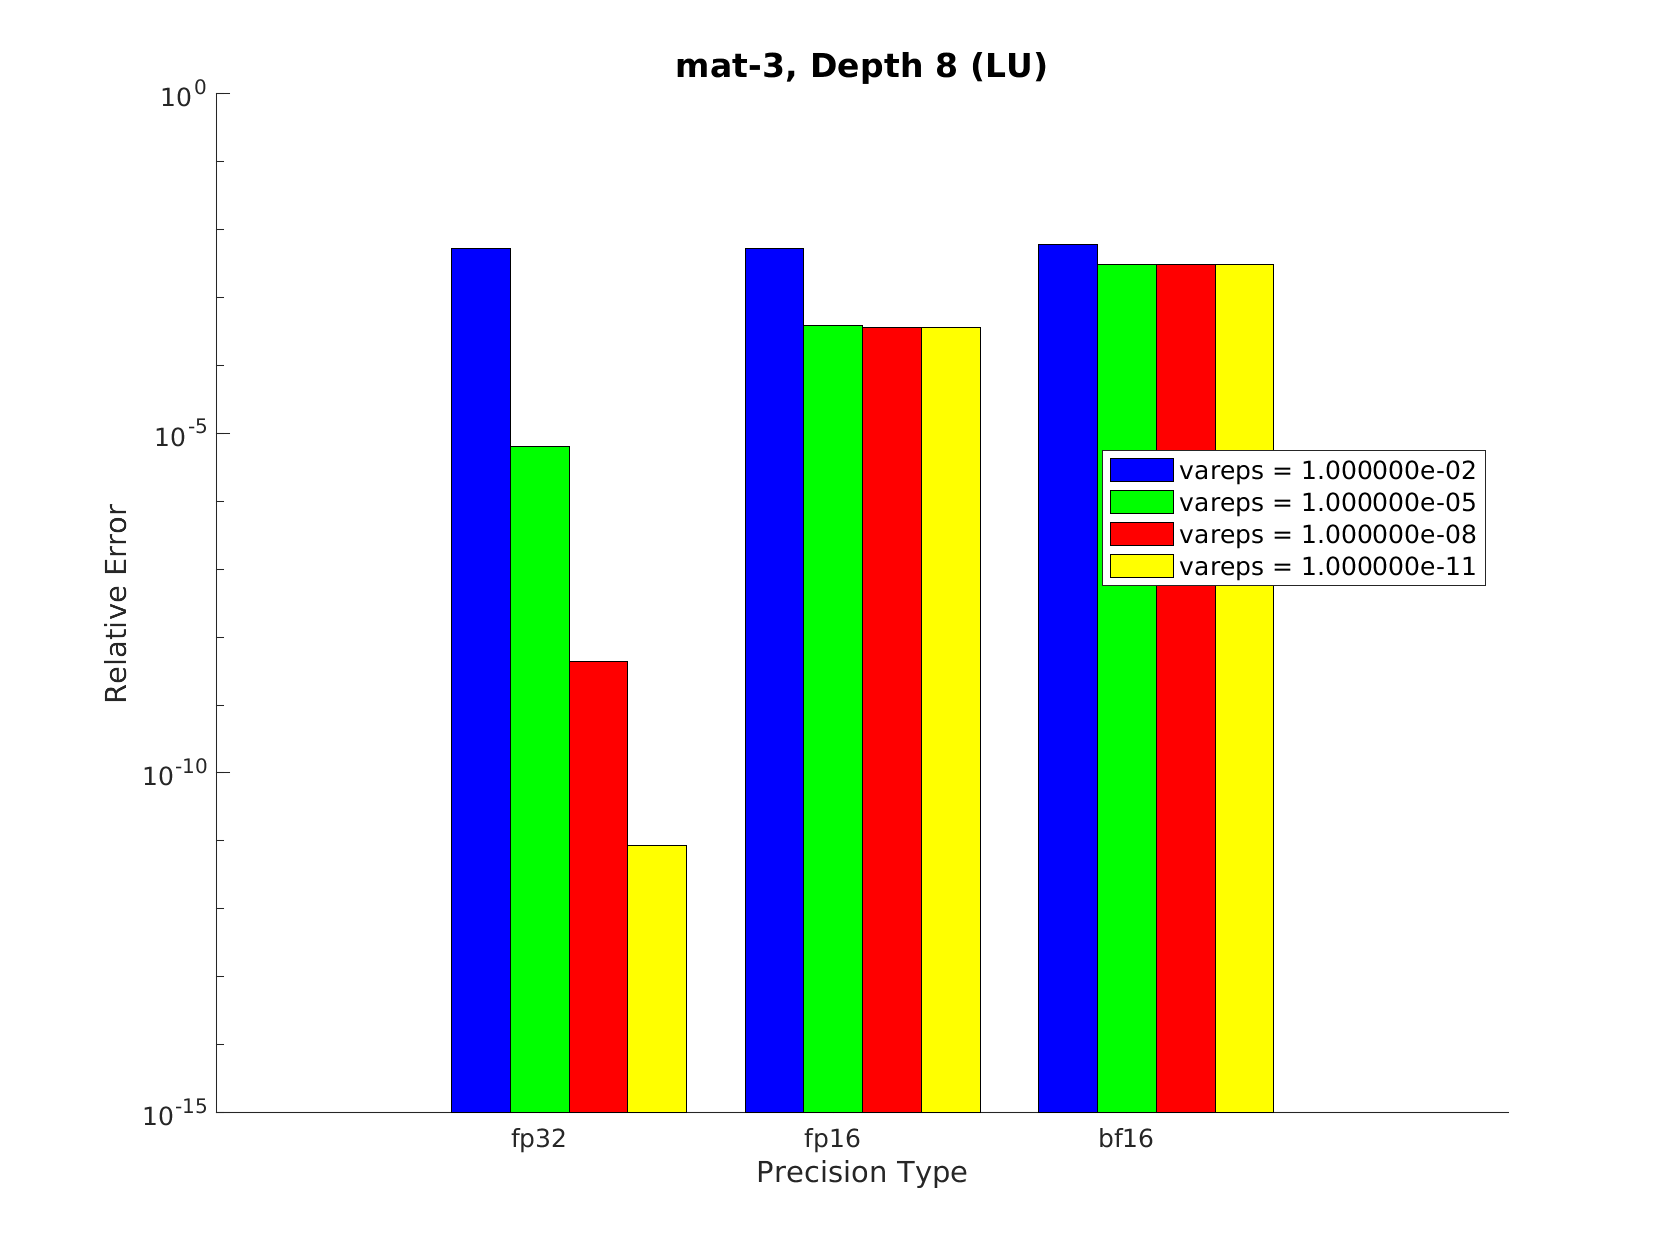 mat-3, Depth 8 (LU)
10^0
10^-5
10^-10
10^-15
Relative Error
vareps = 1.000000e-02
vareps = 1.000000e-05
vareps = 1.000000e-08
vareps = 1.000000e-11
fp32 fp16 bf16
Precision Type